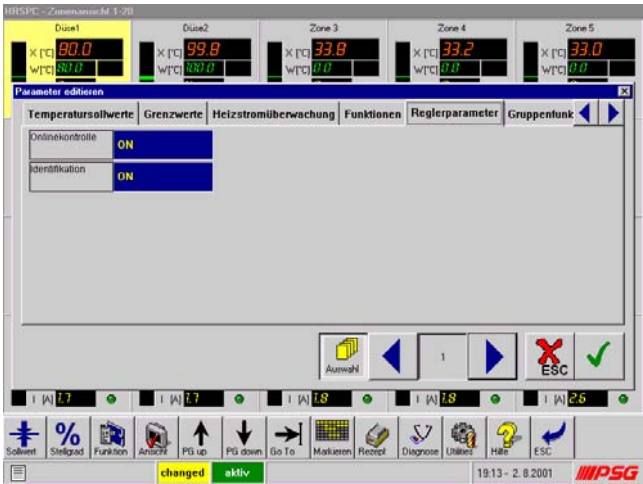 HRSPC - Zonenansicht 1-20
Düse1 Düse2 Zone 3 Zone 4 Zone 5
X [°C] 80.0 X [°C] 99.8 X [°C] 33.8 X [°C] 33.2 X [°C] 33.0
W[°C] 80.0 W[°C] 100.0 W[°C] 0.0 W[°C] 0.0 W[°C] 0.0
Parameter editieren
Temperatursollwerte Grenzwerte Heizstromüberwachung Funktionen Reglerparameter Gruppenfunk
Onlinekontrolle ON
Identifikation ON
Auswahl 1 ESC
I [A] 1.7 I [A] 1.7 I [A] 1.8 I [A] 1.8 I [A] 2.6
Sollwert Stellgrad Funktion Ansicht PG up PG down Go To Markieren Rezept Diagnose Utilities Hilfe ESC
changed aktiv 19:13 - 2.8.2001 PSG